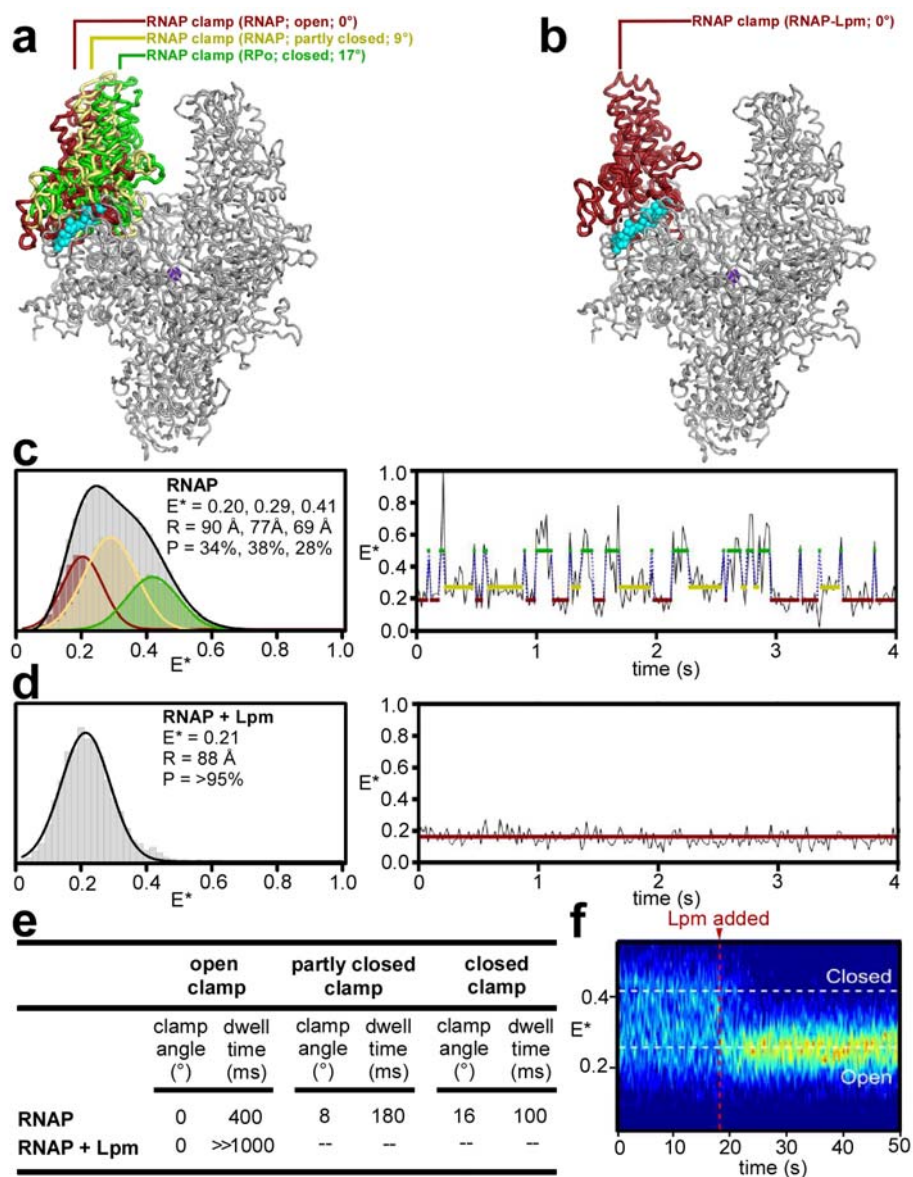 a
RNAP clamp (RNAP; open; 0°)
RNAP clamp (RNAP; partly closed; 9°)
RNAP clamp (RPo; closed; 17°)
b
RNAP clamp (RNAP-Lpm; 0°)
c
RNAP
E* = 0.20, 0.29, 0.41
R = 90 Å, 77Å, 69 Å
P = 34%, 38%, 28%
0.2 0.4 0.6 0.8 1.0
E*
1.0
0.8
0.6
E*
0.4
0.2
0.0
0 1 2 3 4
time (s)
d
RNAP + Lpm
E* = 0.21
R = 88 Å
P = >95%
0.2 0.4 0.6 0.8 1.0
E*
1.0
0.8
E*
0.6
0.4
0.2
0.0
0 1 2 3 4
time (s)
e
open clamp partly closed clamp closed clamp
clamp angle (°) dwell time (ms) clamp angle (°) dwell time (ms) clamp angle (°) dwell time (ms)
RNAP 0 400 8 180 16 100
RNAP + Lpm 0 >>1000 -- -- -- --
f
Lpm added
Closed
0.4
E*
0.2
Open
0 10 20 30 40 50
time (s)